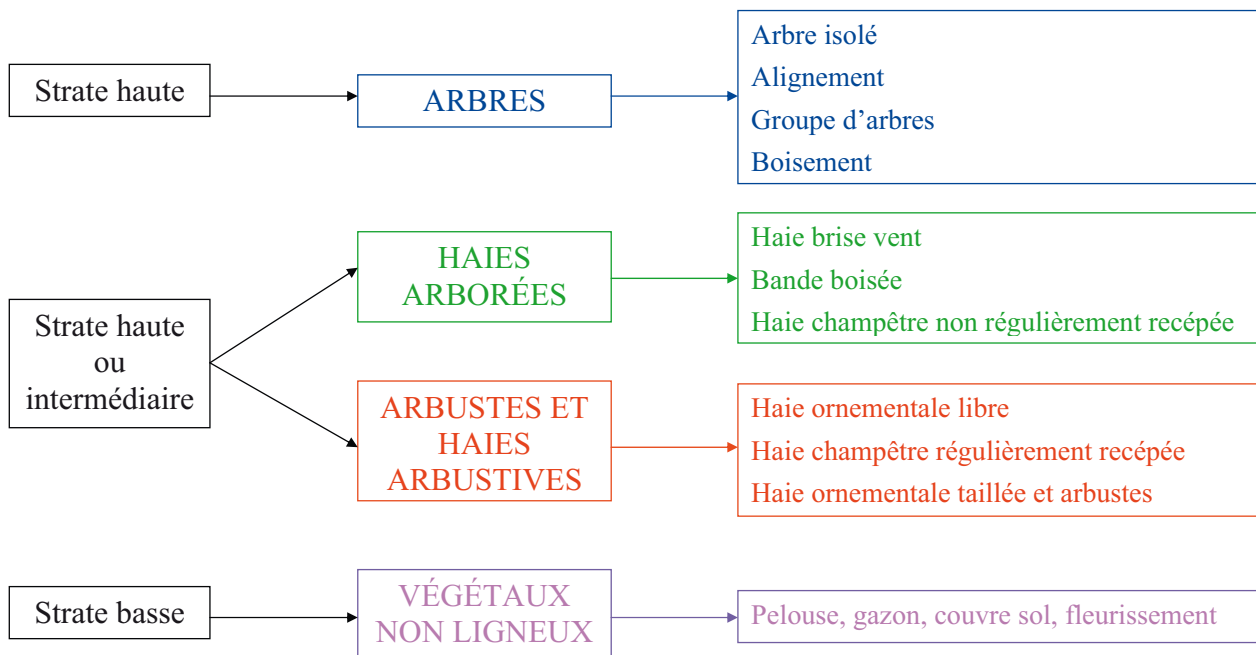 Strate haute
ARBRES
Arbre isolé
Alignement
Groupe d’arbres
Boisement
Strate haute
ou
intermédiaire
HAIES
ARBORÉES
Haie brise vent
Bande boisée
Haie champêtre non régulièrement recépée
ARBUSTES ET
HAIES
ARBUSTIVES
Haie ornementale libre
Haie champêtre régulièrement recépée
Haie ornementale taillée et arbustes
Strate basse
VÉGÉTAUX
NON LIGNEUX
Pelouse, gazon, couvre sol, fleurissement